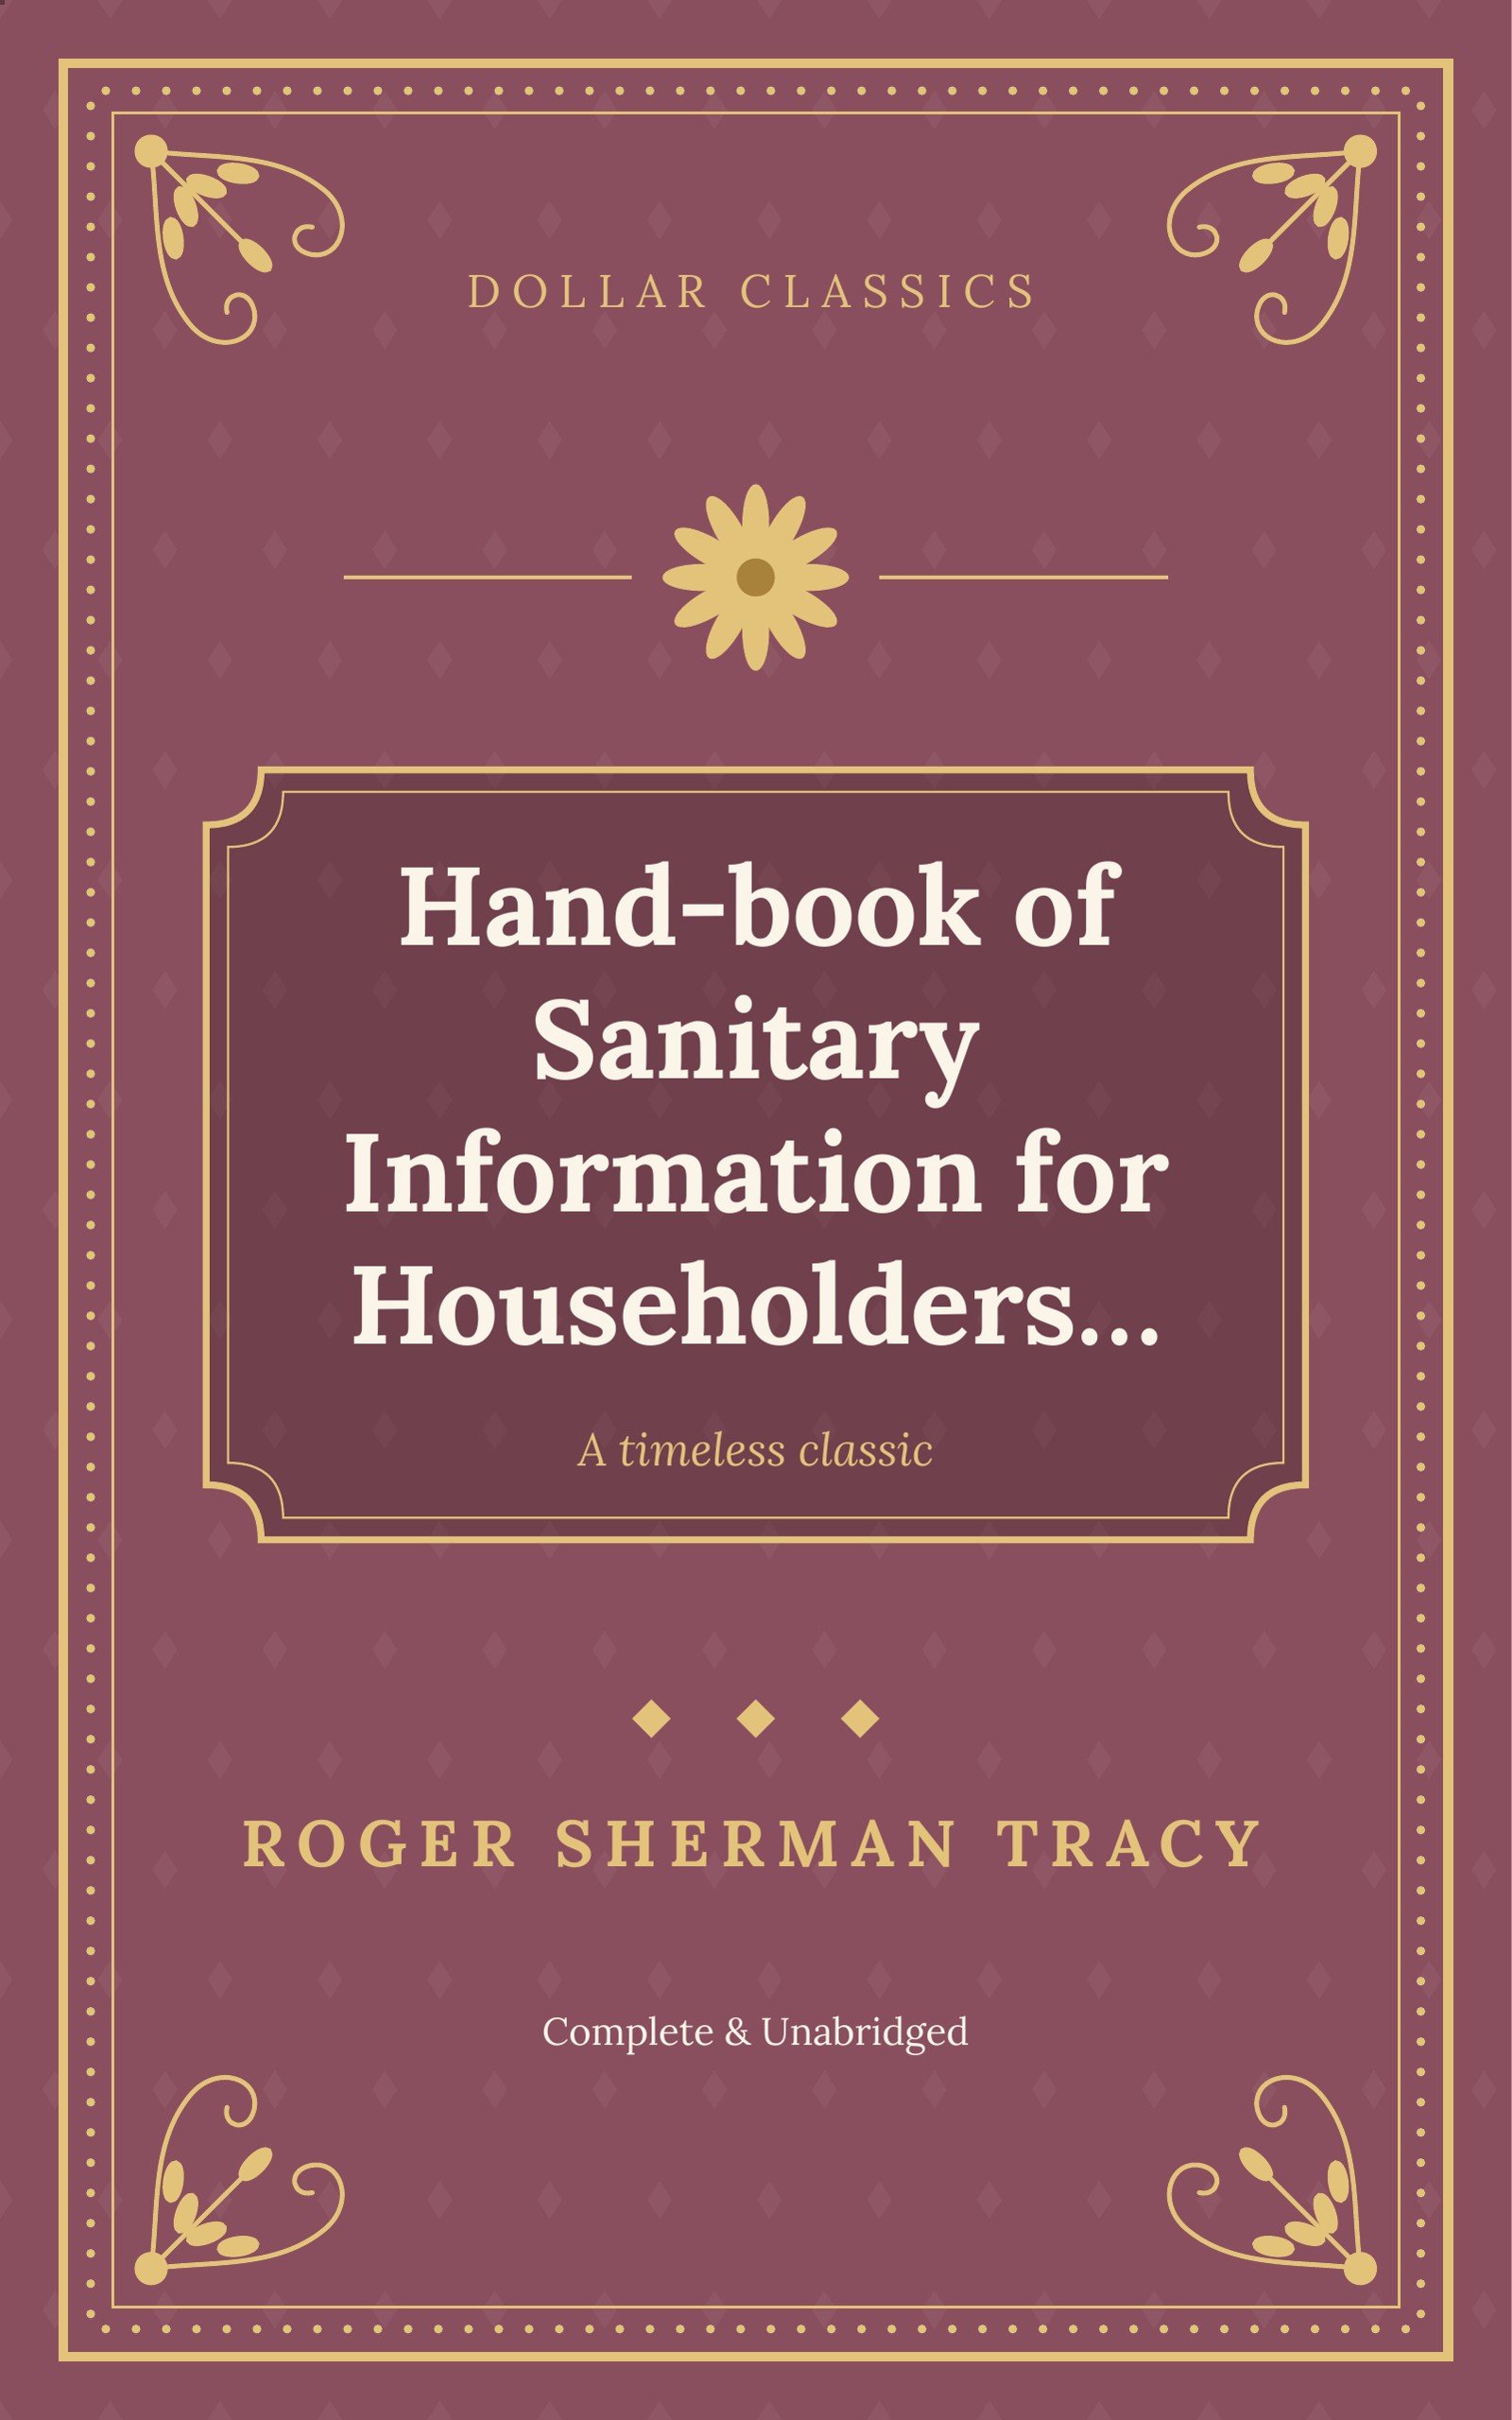 DOLLAR CLASSICS
Hand-book of
Sanitary
Information for
Householders...
A timeless classic
ROGER SHERMAN TRACY
Complete & Unabridged